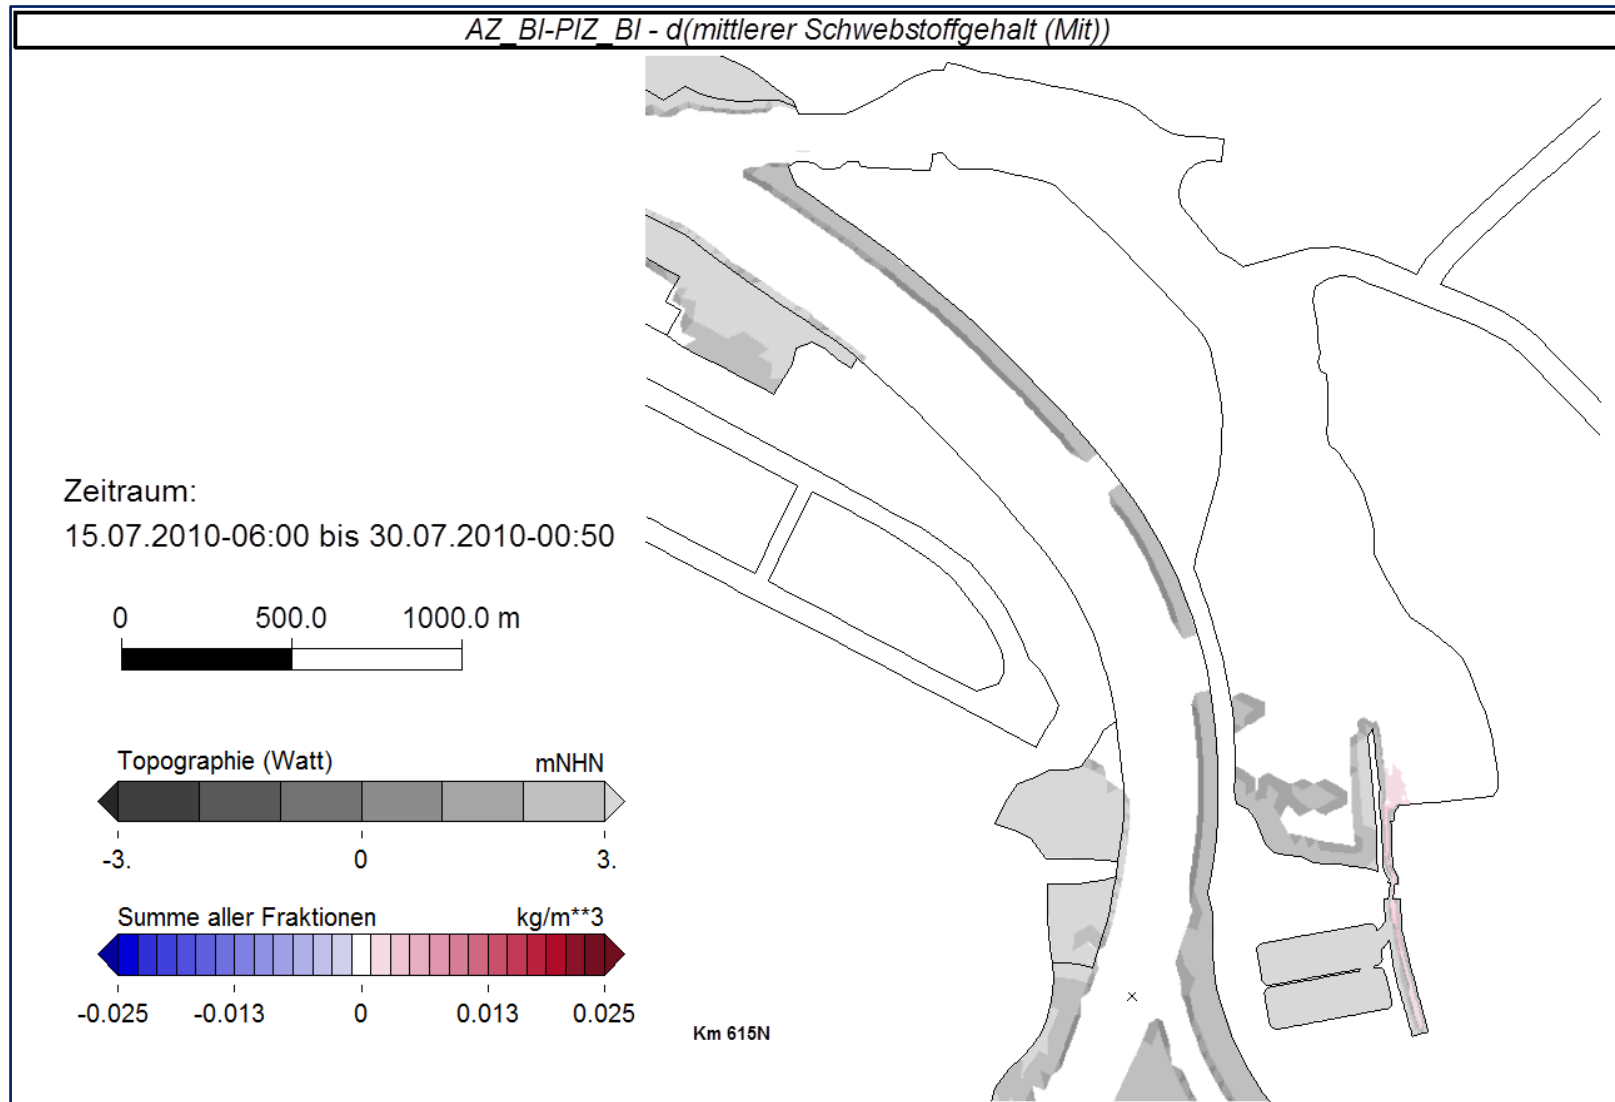 AZ_BI-PIZ_BI - d(mittlerer Schwebstoffgehalt (Mit))
Zeitraum:
15.07.2010-06:00 bis 30.07.2010-00:50
0 500.0 1000.0 m
Topographie (Watt) mNHN
-3. 0 3.
Summe aller Fraktionen kg/m**3
-0.025 -0.013 0 0.013 0.025
Km 615N